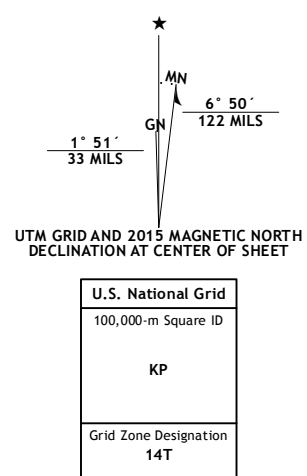 ★
MN
GN
6° 50´
122 MILS
1° 51´
33 MILS
UTM GRID AND 2015 MAGNETIC NORTH
DECLINATION AT CENTER OF SHEET
U.S. National Grid
100,000-m Square ID
KP
Grid Zone Designation
14T